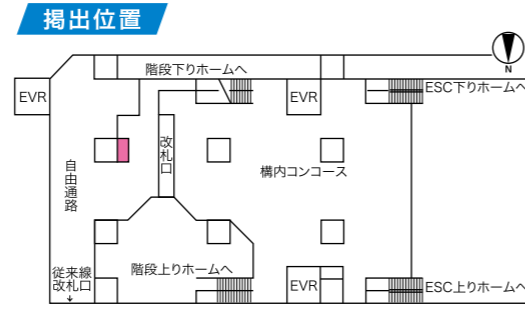 掲出位置
N
階段下りホームへ
EVR
EVR
ESC下りホームへ
改札口
自由通路
構内コンコース
従来線
改札口
↓
階段上りホームへ
EVR
ESC上りホームへ